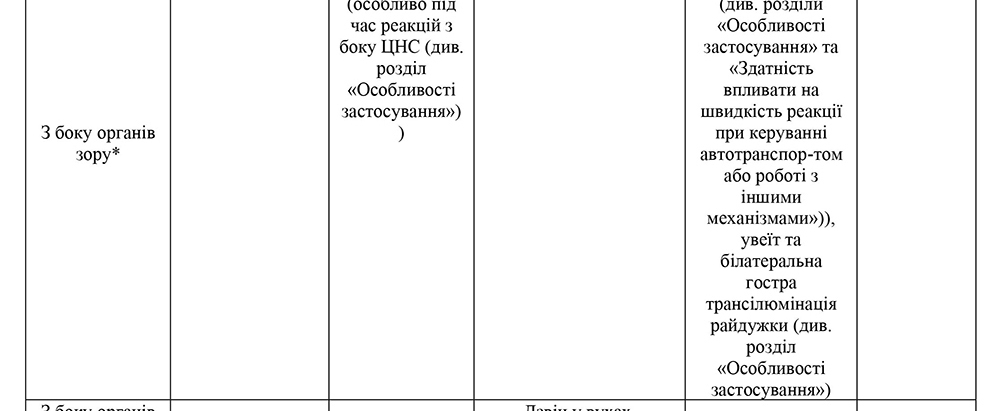 З боку органів
зору*
(особливо під
час реакцій з
боку ЦНС (див.
розділ
«Особливості
застосування»)
)
(див. розділи
«Особливості
застосування» та
«Здатність
впливати на
швидкість реакції
при керуванні
автотранспор-том
або роботі з
іншими
механізмами»)),
увеїт та
білатеральна
гостра
трансілюмінація
райдужки (див.
розділ
«Особливості
застосування»)
З боку органів